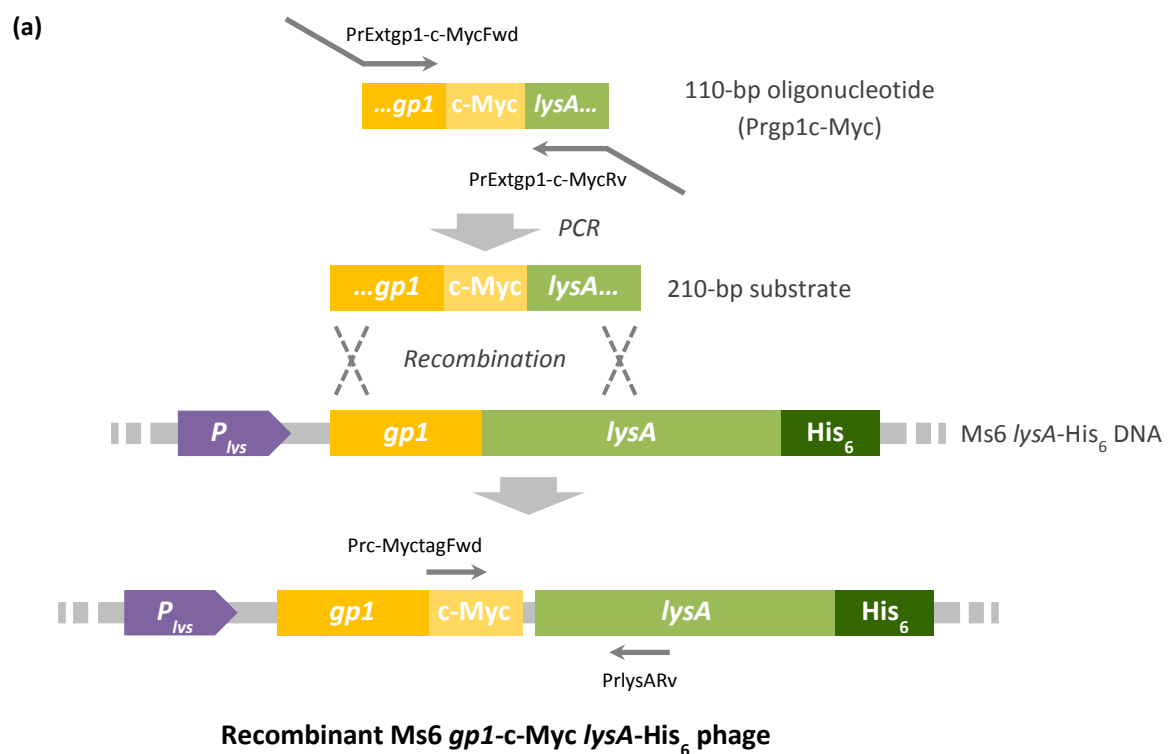 (a)
PrExtgp1-c-MycFwd
...gp1 c-Myc lysA...
110-bp oligonucleotide
(Prgp1c-Myc)
PrExtgp1-c-MycRv
PCR
...gp1 c-Myc lysA...
210-bp substrate
Recombination
Plys gp1 lysA His6
Ms6 lysA-His6 DNA
Prc-MyctagFwd
Plys gp1 c-Myc lysA His6
PrlysARv
Recombinant Ms6 gp1-c-Myc lysA-His6 phage